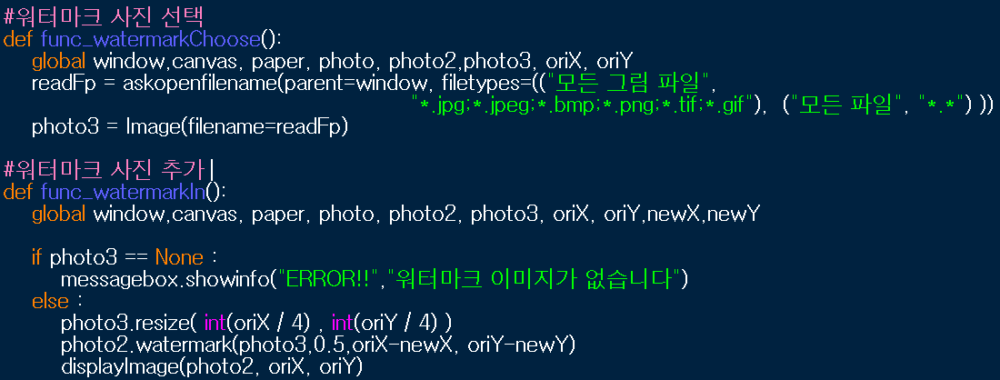 #워터마크 사진 선택
def func_watermarkChoose():
    global window,canvas, paper, photo, photo2,photo3, oriX, oriY
    readFp = askopenfilename(parent=window, filetypes=(("모든 그림 파일",
                                                        "*.jpg;*.jpeg;*.bmp;*.png;*.tif;*.gif"),  ("모든 파일", "*.*") ))
    photo3 = Image(filename=readFp)

#워터마크 사진 추가
def func_watermarkIn():
    global window,canvas, paper, photo, photo2, photo3, oriX, oriY,newX,newY

    if photo3 == None :
        messagebox.showinfo("ERROR!!","워터마크 이미지가 없습니다")
    else :
        photo3.resize( int(oriX / 4) , int(oriY / 4) )
        photo2.watermark(photo3,0.5,oriX-newX, oriY-newY)
        displayImage(photo2, oriX, oriY)